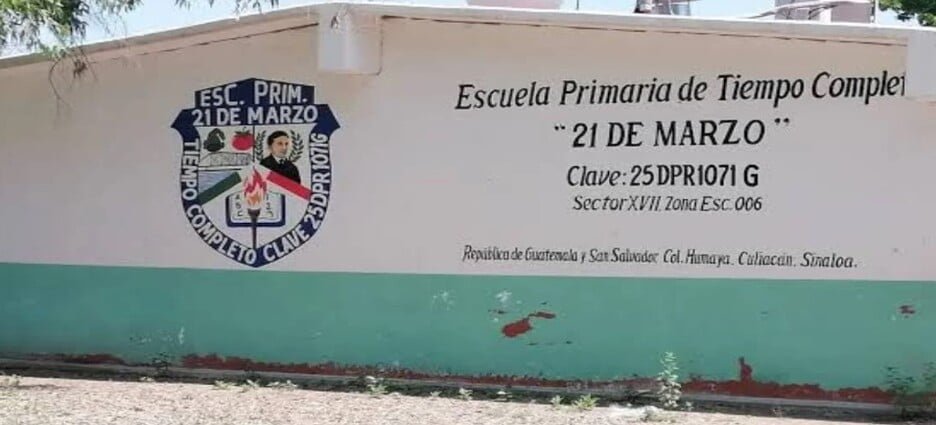 ESC. PRIM.
21 DE MARZO
TIEMPO COMPLETO CLAVE 25DPR1071G
Escuela Primaria de Tiempo Complet
" 21 DE MARZO "
Clave: 25DPR1071 G
Sector XVII, Zona Esc. 006
República de Guatemala y San Salvador, Col. Humaya. Culiacán, Sinaloa.